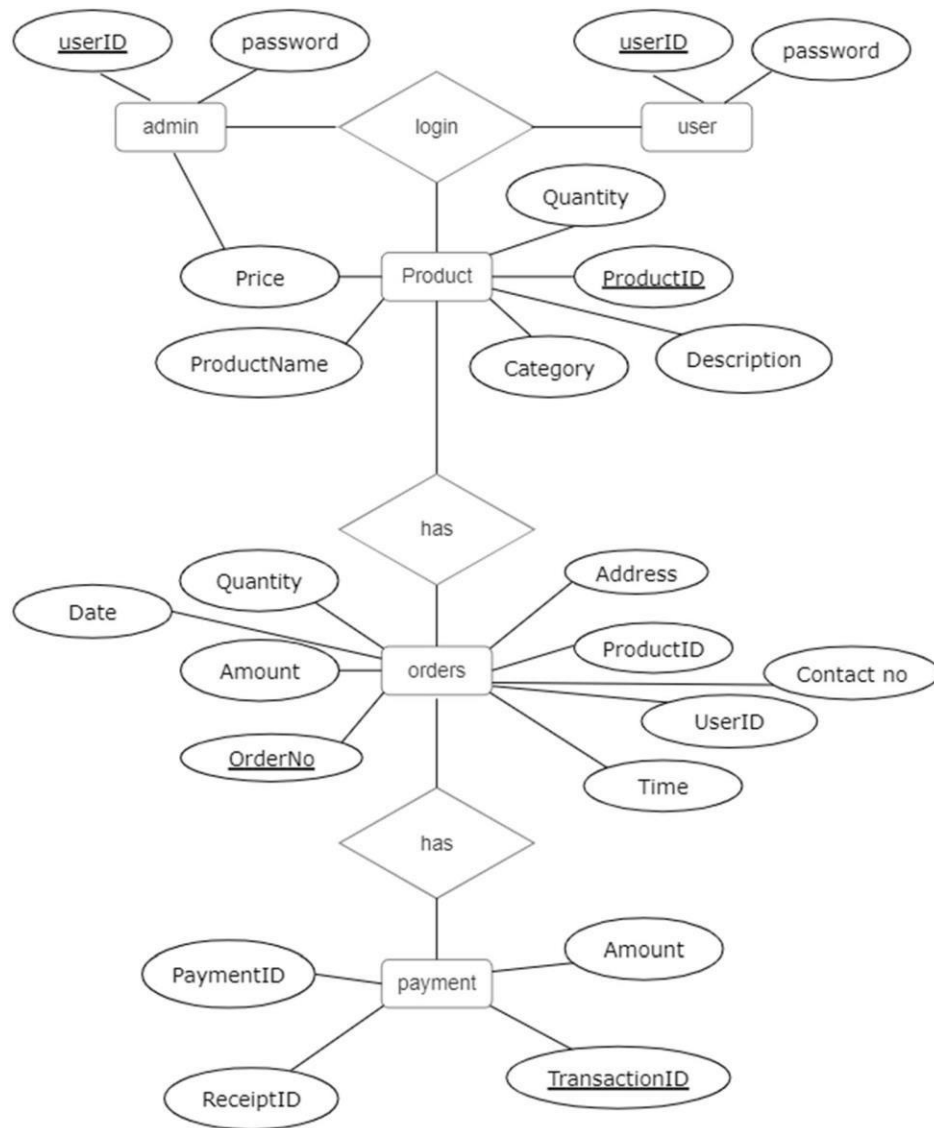 userID
password
userID
password
admin
login
user
Quantity
Price
Product
ProductID
ProductName
Category
Description
has
Quantity
Address
Date
ProductID
Amount
orders
Contact no
UserID
OrderNo
Time
has
Amount
PaymentID
payment
TransactionID
ReceiptID